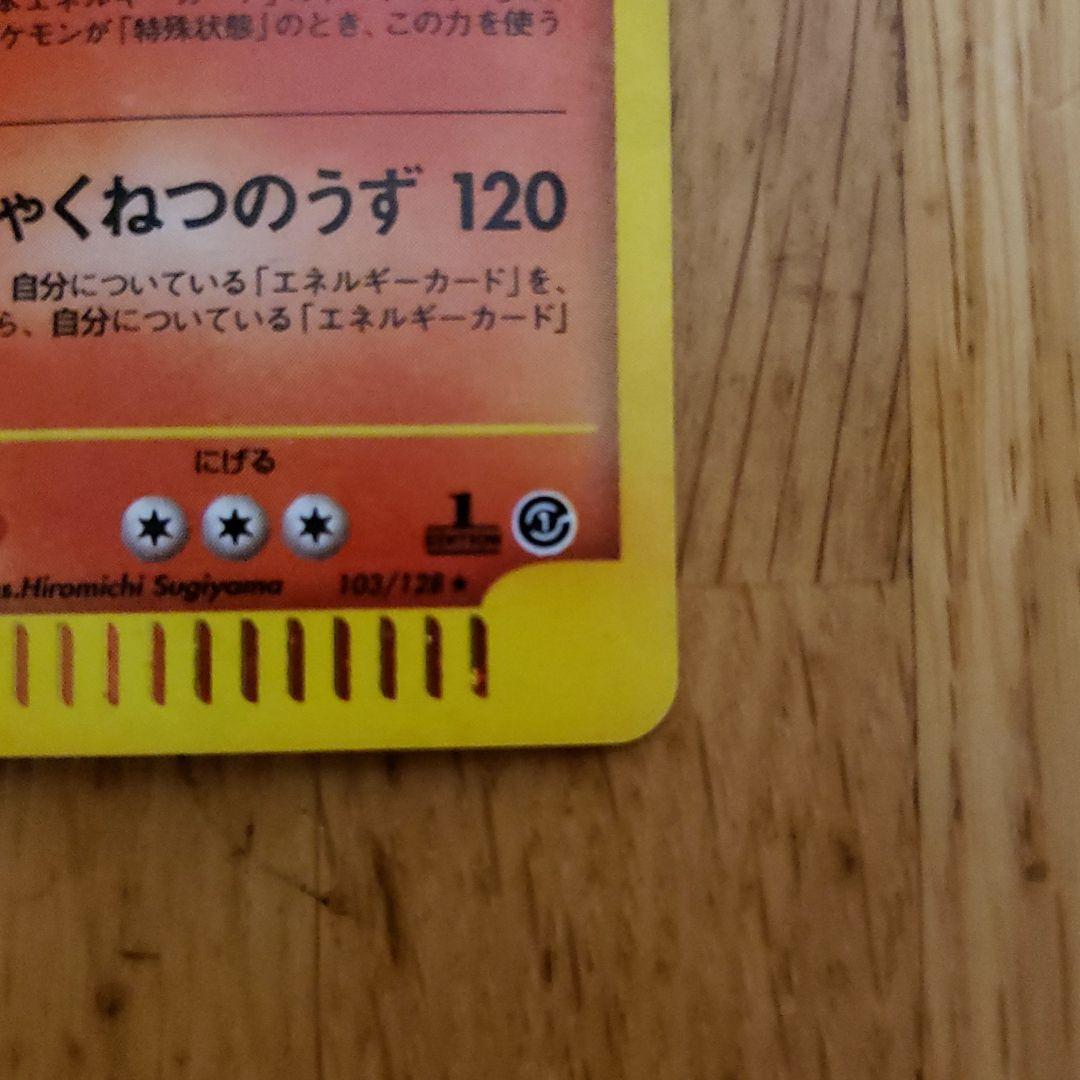 ケモンが「特殊状態」のとき、この力を使う
ゃくねつのうず 120
自分についている「エネルギーカード」を、
ら、自分についている「エネルギーカード」
にげる
1
EDITION
s.Hiromichi Sugiyama 103/128 ★